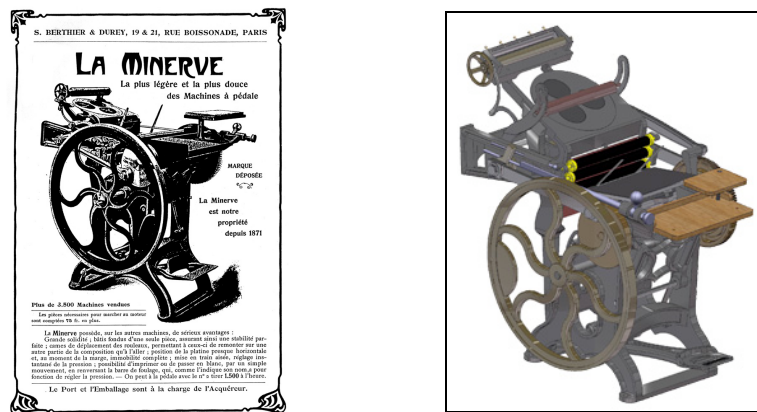 S. BERTHIER & DUREY, 19 & 21, RUE BOISSONADE, PARIS
LA MINERVE
La plus légère et la plus douce
des Machines à pédale
MARQUE
DÉPOSÉE
La Minerve
est notre
propriété
depuis 1871
Plus de 3.800 Machines vendues
Les pièces nécessaires pour marcher au moteur
sont comptées 75 fr. en plus.
La Minerve possède, sur les autres machines, de sérieux avantages :
Grande solidité ; bâtis fondus d'une seule pièce, assurant ainsi une stabilité par-
faite ; cames de déplacement des rouleaux, permettant à ceux-ci de remonter sur une
autre partie de la composition qu'à l'aller ; position de la platine presque horizontale
et, au moment de la marge, immobilité complète ; mise en train aisée, réglage ins-
tantané de la pression ; possibilité d'imprimer ou de passer en blanc, par un simple
mouvement, en renversant la barre de foulage, qui, comme l'indique son nom, a pour
fonction de regler la pression. — On peut à la pédale avec le nº 2 tirer 1.500 à l'heure.
Le Port et l'Emballage sont à la charge de l'Acquéreur.